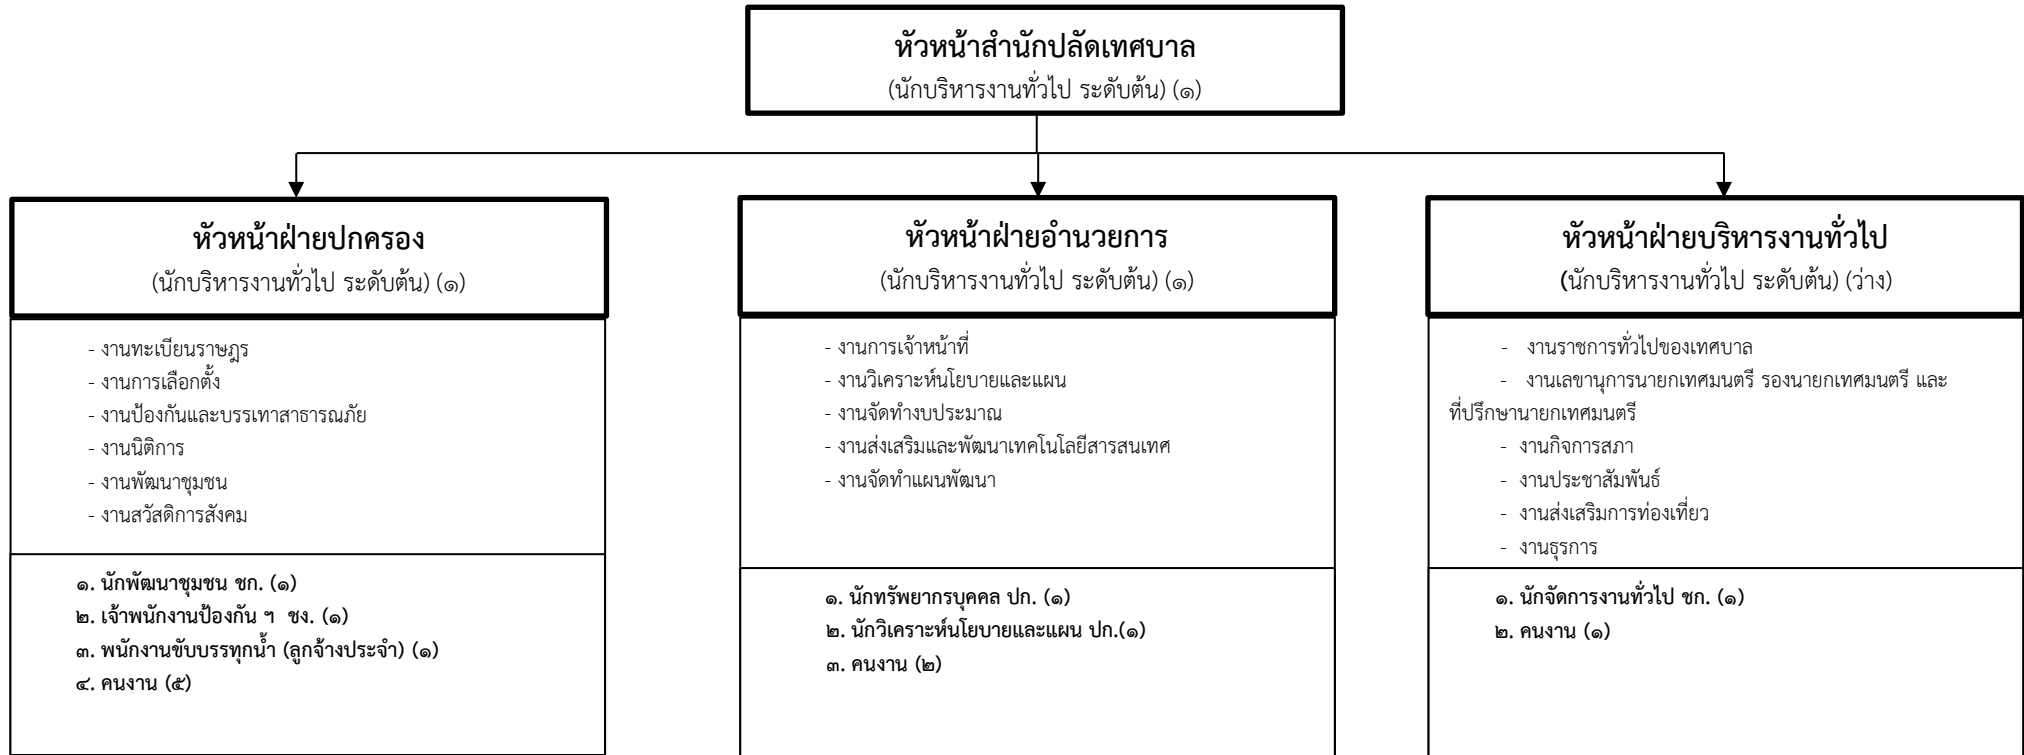 หัวหน้าสำนักปลัดเทศบาล
(นักบริหารงานทั่วไป ระดับต้น) (๑)
หัวหน้าฝ่ายปกครอง
(นักบริหารงานทั่วไป ระดับต้น) (๑)
- งานทะเบียนราษฎร
- งานการเลือกตั้ง
- งานป้องกันและบรรเทาสาธารณภัย
- งานนิติการ
- งานพัฒนาชุมชน
- งานสวัสดิการสังคม
๑. นักพัฒนาชุมชน ชก. (๑)
๒. เจ้าพนักงานป้องกัน ฯ ชง. (๑)
๓. พนักงานขับบรรทุกน้ำ (ลูกจ้างประจำ) (๑)
๔. คนงาน (๕)
หัวหน้าฝ่ายอำนวยการ
(นักบริหารงานทั่วไป ระดับต้น) (๑)
- งานการเจ้าหน้าที่
- งานวิเคราะห์นโยบายและแผน
- งานจัดทำงบประมาณ
- งานส่งเสริมและพัฒนาเทคโนโลยีสารสนเทศ
- งานจัดทำแผนพัฒนา
๑. นักทรัพยากรบุคคล ปก. (๑)
๒. นักวิเคราะห์นโยบายและแผน ปก.(๑)
๓. คนงาน (๒)
หัวหน้าฝ่ายบริหารงานทั่วไป
(นักบริหารงานทั่วไป ระดับต้น) (ว่าง)
- งานราชการทั่วไปของเทศบาล
- งานเลขานุการนายกเทศมนตรี รองนายกเทศมนตรี และ
ที่ปรึกษานายกเทศมนตรี
- งานกิจการสภา
- งานประชาสัมพันธ์
- งานส่งเสริมการท่องเที่ยว
- งานธุรการ
๑. นักจัดการงานทั่วไป ชก. (๑)
๒. คนงาน (๑)